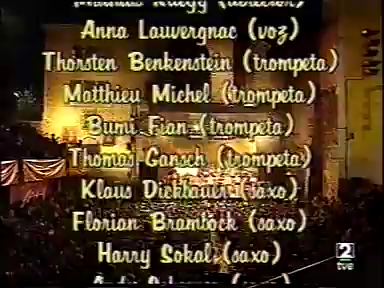 Anna Lauvergnac (voz)
Thorsten Benkenstein (trompeta)
Matthieu Michel (trompeta)
Bumi Fian (trompeta)
Thomas Gansch (trompeta)
Klaus Dickbauer (saxo)
Florian Bramböck (saxo)
Harry Sokal (saxo)
2
tve